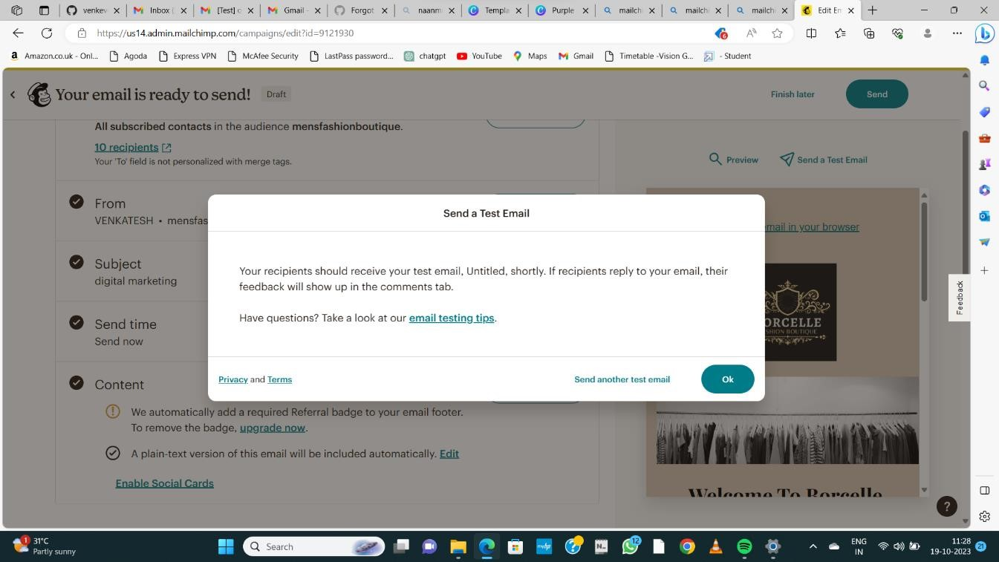 venkev
Inbox (
[Test] o
Gmail -
Forgot
naanm
Templa
Purple
mailchi
mailchi
mailchi
Edit Em
https://us14.admin.mailchimp.com/campaigns/edit?id=9121930
6
Amazon.co.uk - Onl...
Agoda
Express VPN
McAfee Security
LastPass password...
chatgpt
YouTube
Maps
Gmail
Timetable -Vision G...
- Student
Your email is ready to send!
Draft
Finish later
Send
All subscribed contacts in the audience mensfashionboutique.
10 recipients
Your 'To' field is not personalized with merge tags.
Preview
Send a Test Email
From
VENKATESH • mensfas
Subject
digital marketing
Send time
Send now
Content
We automatically add a required Referral badge to your email footer.
To remove the badge, upgrade now.
A plain-text version of this email will be included automatically. Edit
Enable Social Cards
Send a Test Email
Your recipients should receive your test email, Untitled, shortly. If recipients reply to your email, their
feedback will show up in the comments tab.
Have questions? Take a look at our email testing tips.
Privacy and Terms
Send another test email
Ok
email in your browser
ORCELLE
SHION BOUTIQUE
Welcome To Borcelle
Feedback
?
1
31°C
Partly sunny
Search
12
ENG
IN
11:28
19-10-2023
21